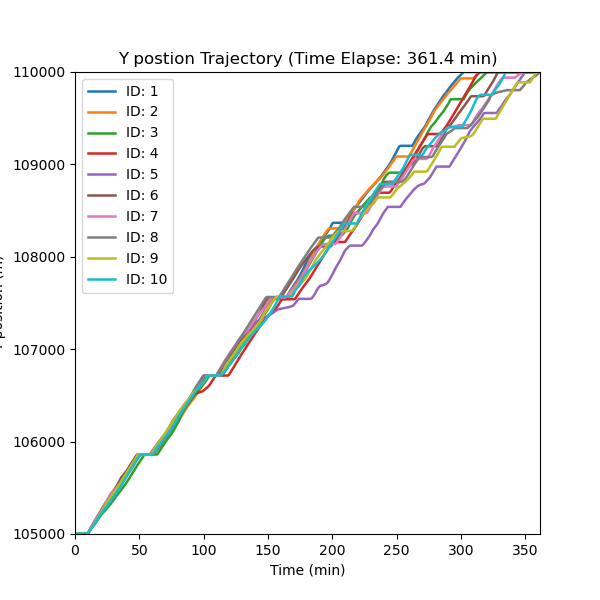 Y postion Trajectory (Time Elapse: 361.4 min)
110000
109000
108000
107000
106000
105000
ID: 1
ID: 2
ID: 3
ID: 4
ID: 5
ID: 6
ID: 7
ID: 8
ID: 9
ID: 10
0 50 100 150 200 250 300 350
Time (min)